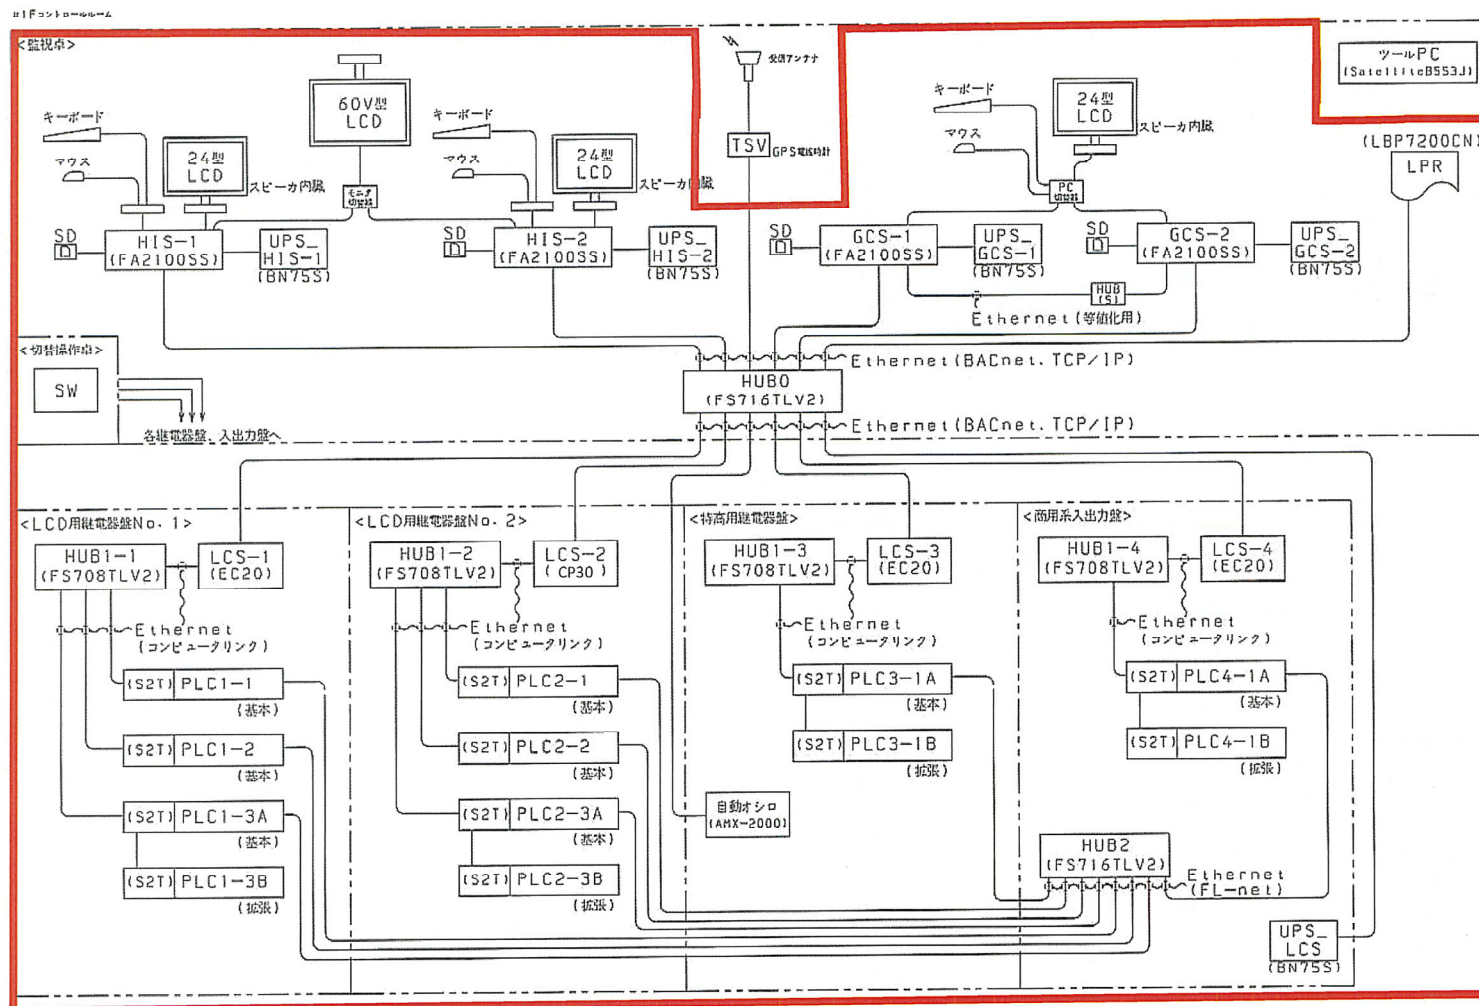 B1Fコントロールルーム
<監視卓>
受信アンテナ
TSV
GPS電波時計
ツールPC
(SatelliteB553J)
キーボード
マウス
24型
LCD
スピーカ内蔵
60V型
LCD
モニタ
切替器
キーボード
マウス
24型
LCD
スピーカ内蔵
キーボード
マウス
24型
LCD
スピーカ内蔵
PC
切替器
(LBP7200CN)
LPR
SD
HIS-1
(FA2100SS)
UPS_
HIS-1
(BN75S)
SD
HIS-2
(FA2100SS)
UPS_
HIS-2
(BN75S)
SD
GCS-1
(FA2100SS)
UPS_
GCS-1
(BN75S)
SD
GCS-2
(FA2100SS)
UPS_
GCS-2
(BN75S)
HUB
(S)
Ethernet(等値化用)
<切替操作卓>
SW
各継電器盤、入出力盤へ
Ethernet(BACnet.TCP/IP)
HUB0
(FS716TLV2)
Ethernet(BACnet.TCP/IP)
<LCD用継電器盤No.1>
HUB1-1
(FS708TLV2)
LCS-1
(EC20)
Ethernet
(コンピュータリンク)
(S2T) PLC1-1
(基本)
(S2T) PLC1-2
(基本)
(S2T) PLC1-3A
(基本)
(S2T) PLC1-3B
(拡張)
<LCD用継電器盤No.2>
HUB1-2
(FS708TLV2)
LCS-2
(CP30)
Ethernet
(コンピュータリンク)
(S2T) PLC2-1
(基本)
(S2T) PLC2-2
(基本)
(S2T) PLC2-3A
(基本)
(S2T) PLC2-3B
(拡張)
<特高用継電器盤>
HUB1-3
(FS708TLV2)
LCS-3
(EC20)
Ethernet
(コンピュータリンク)
(S2T) PLC3-1A
(基本)
(S2T) PLC3-1B
(拡張)
自動オシロ
(AMX-2000)
<商用系入出力盤>
HUB1-4
(FS708TLV2)
LCS-4
(EC20)
Ethernet
(コンピュータリンク)
(S2T) PLC4-1A
(基本)
(S2T) PLC4-1B
(拡張)
HUB2
(FS716TLV2)
Ethernet
(FL-net)
UPS_
LCS
(BN75S)